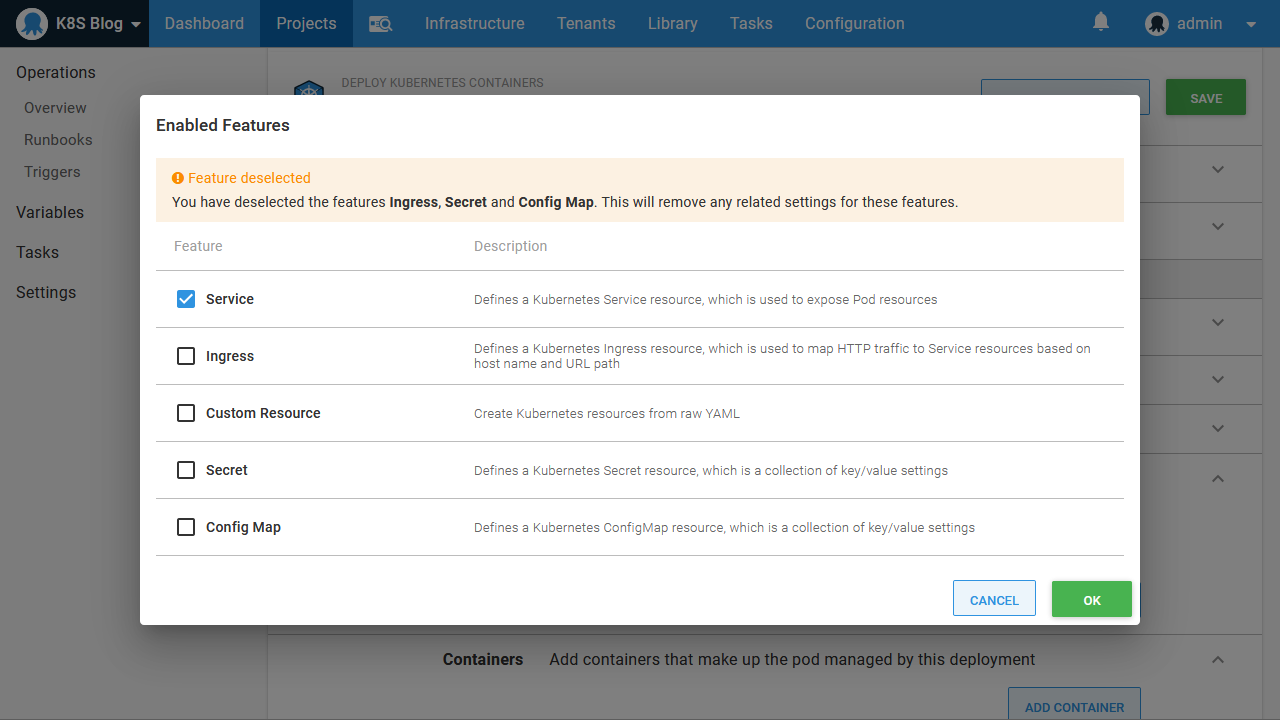 K8S Blog
Dashboard
Projects
Infrastructure
Tenants
Library
Tasks
Configuration
admin
Operations
Overview
Runbooks
Triggers
Variables
Tasks
Settings
DEPLOY KUBERNETES CONTAINERS
SAVE
Enabled Features
Feature deselected
You have deselected the features Ingress, Secret and Config Map. This will remove any related settings for these features.
Feature Description
Service Defines a Kubernetes Service resource, which is used to expose Pod resources
Ingress Defines a Kubernetes Ingress resource, which is used to map HTTP traffic to Service resources based on
host name and URL path
Custom Resource Create Kubernetes resources from raw YAML
Secret Defines a Kubernetes Secret resource, which is a collection of key/value settings
Config Map Defines a Kubernetes ConfigMap resource, which is a collection of key/value settings
CANCEL
OK
Containers Add containers that make up the pod managed by this deployment
ADD CONTAINER